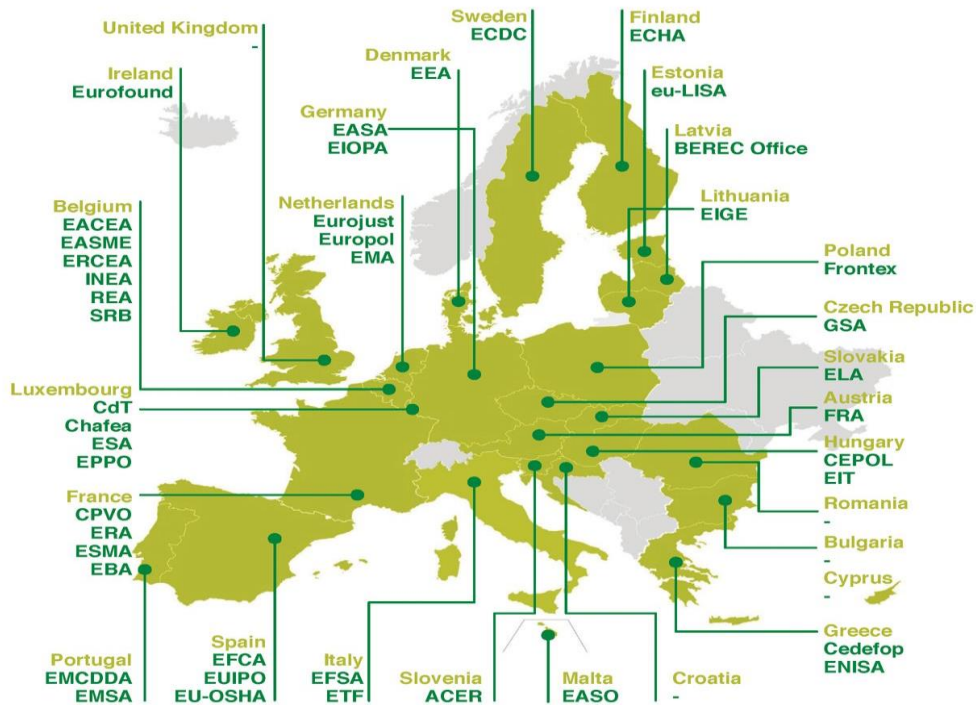 United Kingdom
-
Ireland
Eurofound
Belgium
EACEA
EASME
ERCEA
INEA
REA
SRB
Luxembourg
CdT
Chafea
ESA
EPPO
France
CPVO
ERA
ESMA
EBA
Portugal
EMCDDA
EMSA
Spain
EFCA
EUIPO
EU-OSHA
Italy
EFSA
ETF
Slovenia
ACER
Malta
EASO
Croatia
-
Denmark
EEA
Germany
EASA
EIOPA
Netherlands
Eurojust
Europol
EMA
Sweden
ECDC
Finland
ECHA
Estonia
eu-LISA
Latvia
BEREC Office
Lithuania
EIGE
Poland
Frontex
Czech Republic
GSA
Slovakia
ELA
Austria
FRA
Hungary
CEPOL
EIT
Romania
-
Bulgaria
-
Cyprus
-
Greece
Cedefop
ENISA